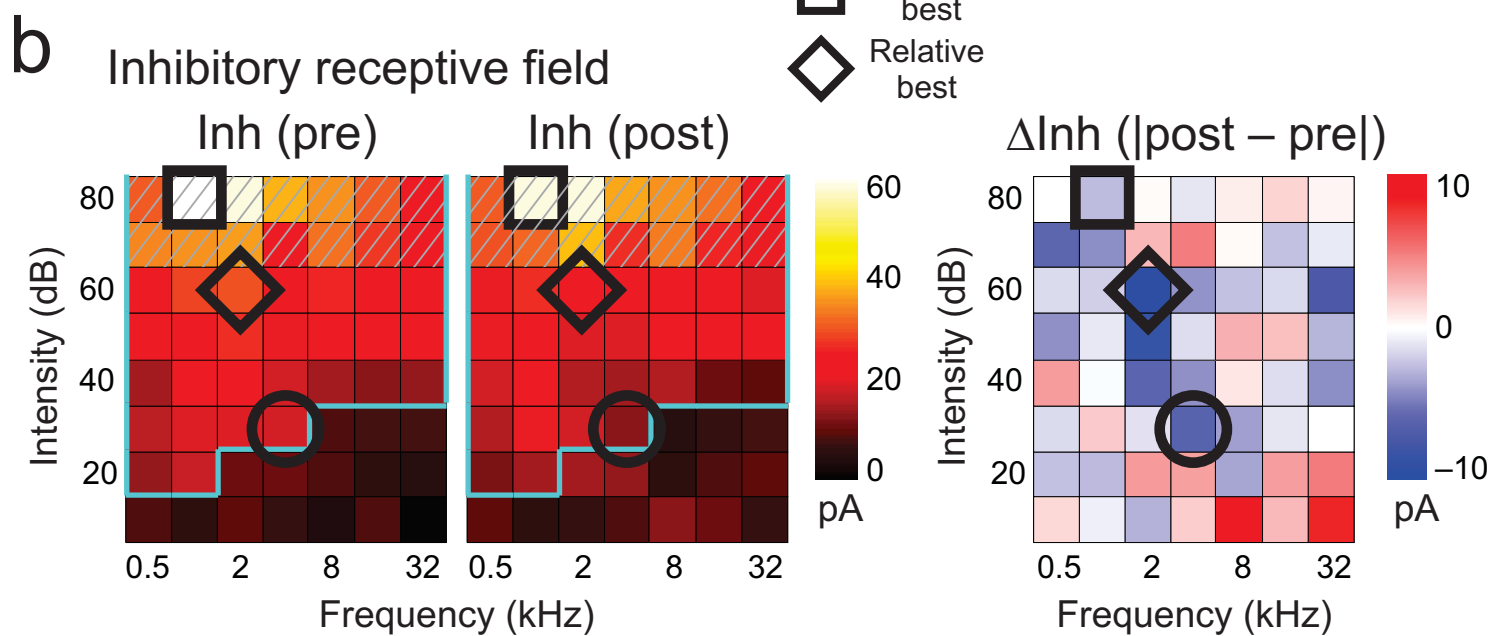 best
Relative
best
b
Inhibitory receptive field
Inh (pre)
Inh (post)
ΔInh (|post – pre|)
Intensity (dB)
80
60
40
20
0.5 2 8 32
0.5 2 8 32
Frequency (kHz)
60
40
20
0
pA
Intensity (dB)
80
60
40
20
0.5 2 8 32
Frequency (kHz)
10
0
–10
pA